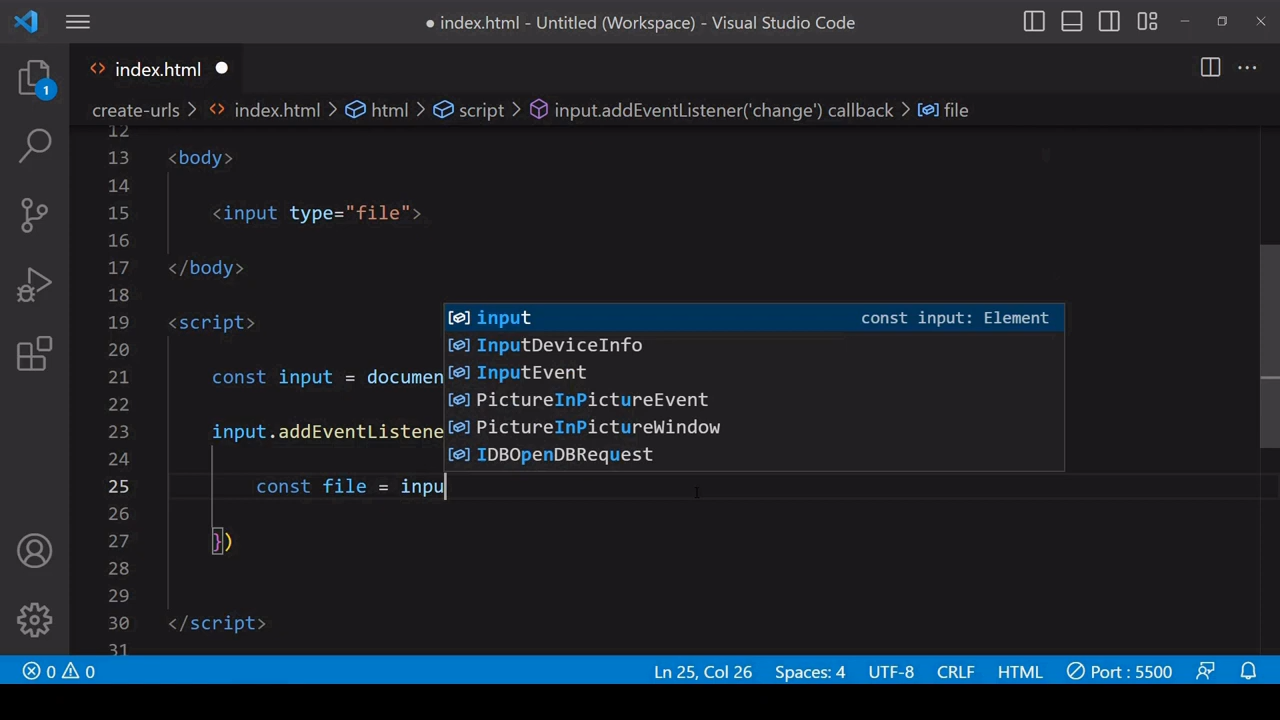 ● index.html - Untitled (Workspace) - Visual Studio Code
index.html
create-urls > index.html > html > script > input.addEventListener('change') callback > file
1
12
13 <body>
14
15 <input type="file">
16
17 </body>
18
19 <script>
20
21 const input = documen
22
23 input.addEventListene
24
25 const file = inpu
26
27 })
28
29
30 </script>
31
input const input: Element
InputDeviceInfo
InputEvent
PictureInPictureEvent
PictureInPictureWindow
IDBOpenDBRequest
0 0 Ln 25, Col 26 Spaces: 4 UTF-8 CRLF HTML Port : 5500